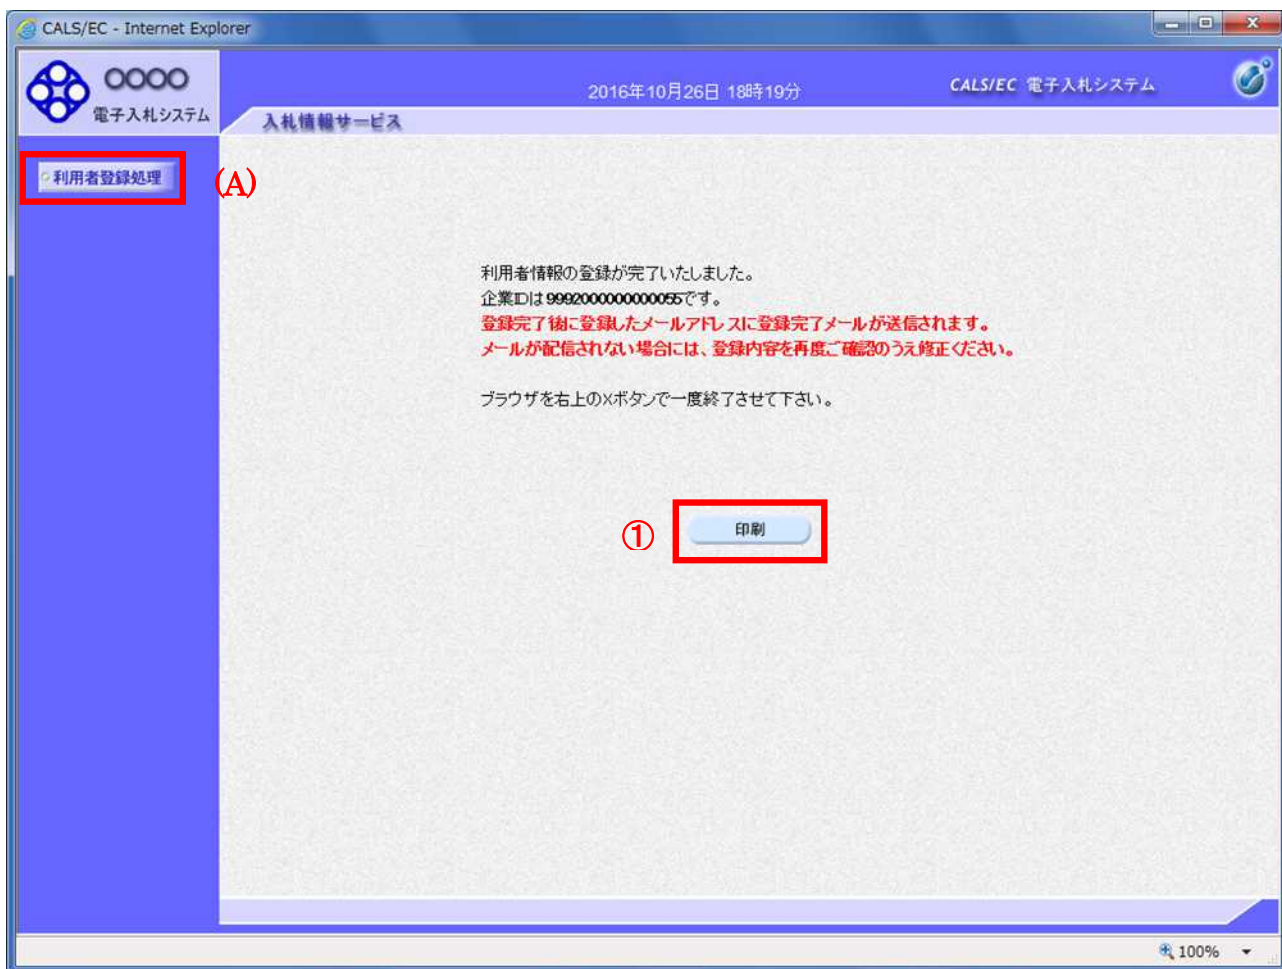 CALS/EC - Internet Explorer
○○○○
電子入札システム
2016年10月26日 18時19分
CALS/EC 電子入札システム
入札情報サービス
利用者登録処理
(A)
利用者情報の登録が完了いたしました。
企業IDは9992000000000055です。
登録完了後に登録したメールアドレスに登録完了メールが送信されます。
メールが配信されない場合には、登録内容を再度ご確認のうえ修正ください。
ブラウザを右上の×ボタンで一度終了させて下さい。
① 印刷
100%